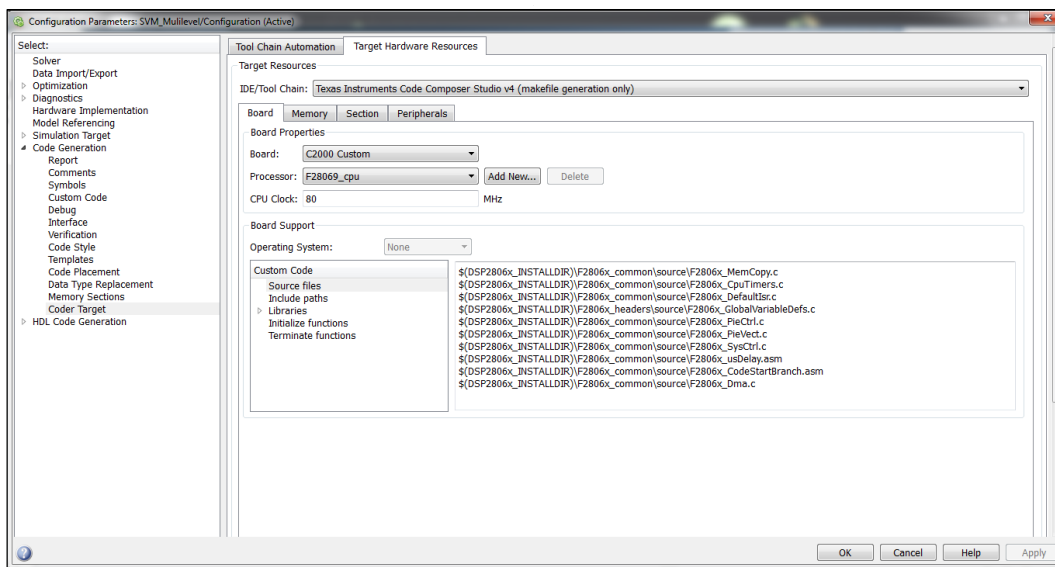 Configuration Parameters: SVM_Mulilevel/Configuration (Active)
Select:
Solver
Data Import/Export
Optimization
Diagnostics
Hardware Implementation
Model Referencing
Simulation Target
Code Generation
Report
Comments
Symbols
Custom Code
Debug
Interface
Verification
Code Style
Templates
Code Placement
Data Type Replacement
Memory Sections
Coder Target
HDL Code Generation
Tool Chain Automation Target Hardware Resources
Target Resources
IDE/Tool Chain: Texas Instruments Code Composer Studio v4 (makefile generation only)
Board Memory Section Peripherals
Board Properties
Board: C2000 Custom
Processor: F28069_cpu Add New... Delete
CPU Clock: 80 MHz
Board Support
Operating System: None
Custom Code
Source files
Include paths
Libraries
Initialize functions
Terminate functions
$(DSP2806x_INSTALLDIR)\F2806x_common\source\F2806x_MemCopy.c
$(DSP2806x_INSTALLDIR)\F2806x_common\source\F2806x_CpuTimers.c
$(DSP2806x_INSTALLDIR)\F2806x_common\source\F2806x_DefaultIsr.c
$(DSP2806x_INSTALLDIR)\F2806x_headers\source\F2806x_GlobalVariableDefs.c
$(DSP2806x_INSTALLDIR)\F2806x_common\source\F2806x_PieCtrl.c
$(DSP2806x_INSTALLDIR)\F2806x_common\source\F2806x_PieVect.c
$(DSP2806x_INSTALLDIR)\F2806x_common\source\F2806x_SysCtrl.c
$(DSP2806x_INSTALLDIR)\F2806x_common\source\F2806x_usDelay.asm
$(DSP2806x_INSTALLDIR)\F2806x_common\source\F2806x_CodeStartBranch.asm
$(DSP2806x_INSTALLDIR)\F2806x_common\source\F2806x_Dma.c
OK Cancel Help Apply